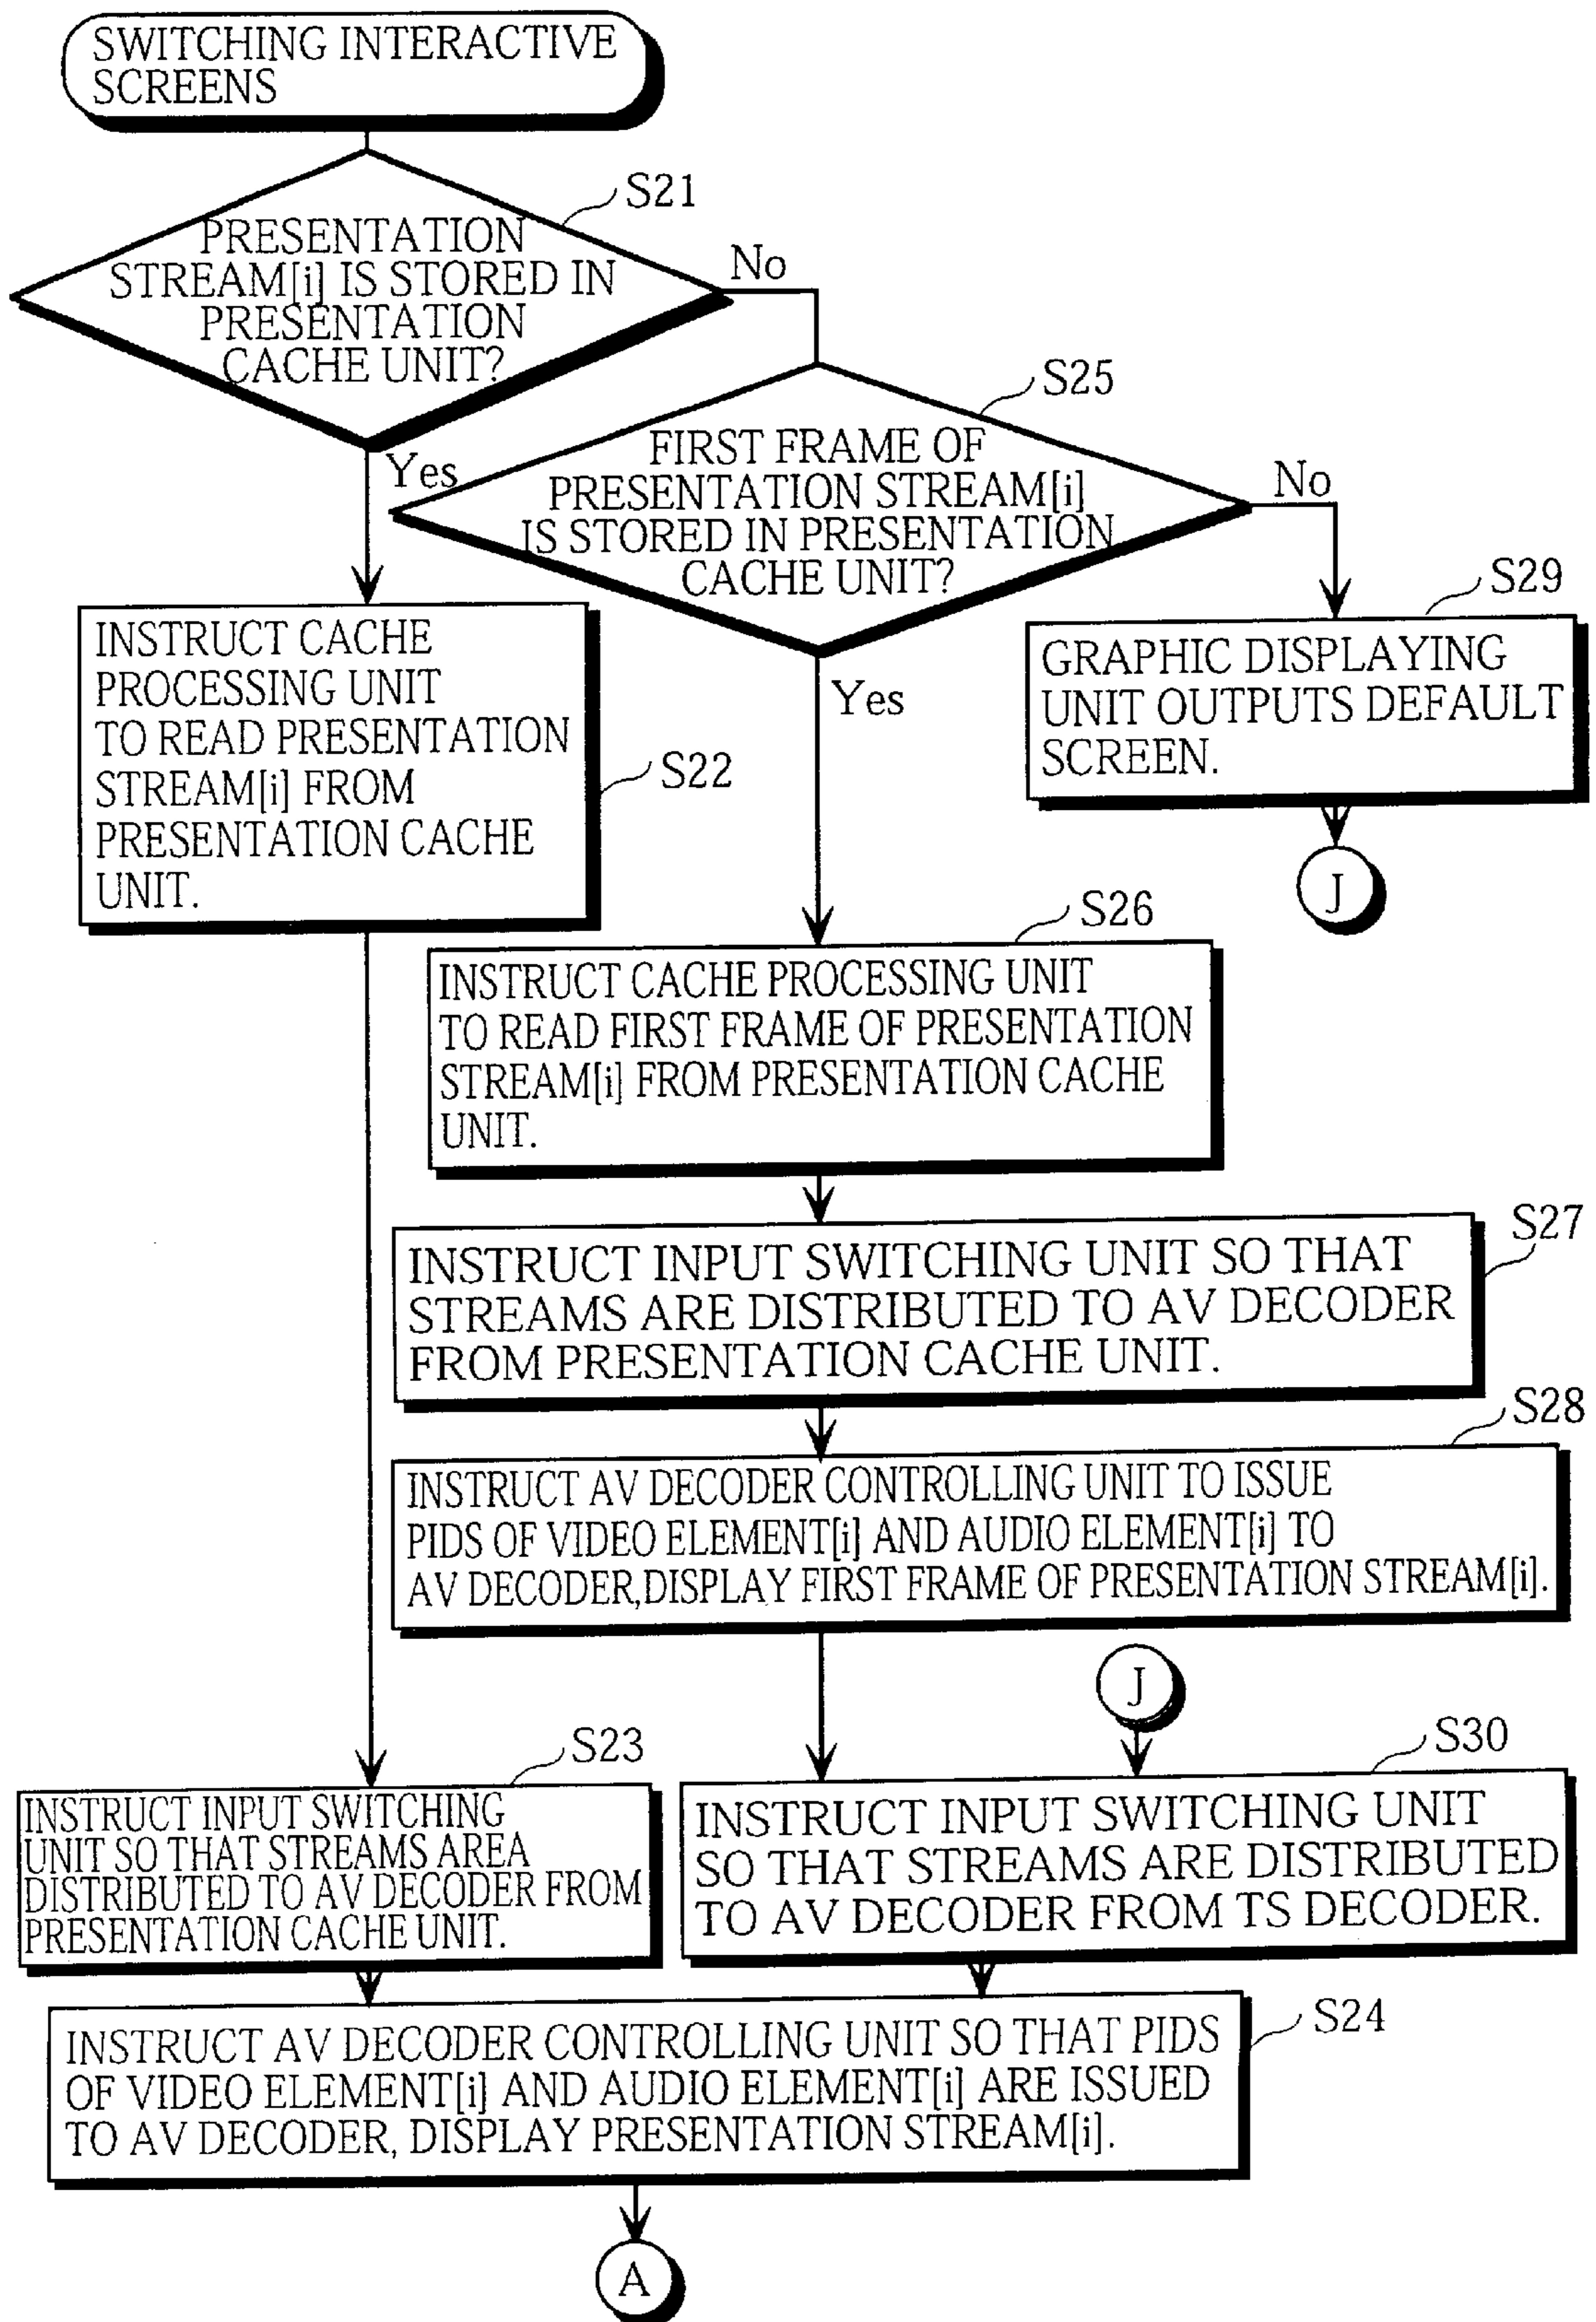 SWITCHING INTERACTIVE
SCREENS
S21
PRESENTATION
STREAM[i] IS STORED IN
PRESENTATION
CACHE UNIT?
No
Yes
S25
FIRST FRAME OF
PRESENTATION STREAM[i]
IS STORED IN PRESENTATION
CACHE UNIT?
No
Yes
S29
GRAPHIC DISPLAYING
UNIT OUTPUTS DEFAULT
SCREEN.
J
INSTRUCT CACHE
PROCESSING UNIT
TO READ PRESENTATION
STREAM[i] FROM
PRESENTATION CACHE
UNIT.
S22
S26
INSTRUCT CACHE PROCESSING UNIT
TO READ FIRST FRAME OF PRESENTATION
STREAM[i] FROM PRESENTATION CACHE
UNIT.
S27
INSTRUCT INPUT SWITCHING UNIT SO THAT
STREAMS ARE DISTRIBUTED TO AV DECODER
FROM PRESENTATION CACHE UNIT.
S28
INSTRUCT AV DECODER CONTROLLING UNIT TO ISSUE
PIDS OF VIDEO ELEMENT[i] AND AUDIO ELEMENT[i] TO
AV DECODER,DISPLAY FIRST FRAME OF PRESENTATION STREAM[i].
J
S23
INSTRUCT INPUT SWITCHING
UNIT SO THAT STREAMS AREA
DISTRIBUTED TO AV DECODER FROM
PRESENTATION CACHE UNIT.
S30
INSTRUCT INPUT SWITCHING UNIT
SO THAT STREAMS ARE DISTRIBUTED
TO AV DECODER FROM TS DECODER.
S24
INSTRUCT AV DECODER CONTROLLING UNIT SO THAT PIDS
OF VIDEO ELEMENT[i] AND AUDIO ELEMENT[i] ARE ISSUED
TO AV DECODER, DISPLAY PRESENTATION STREAM[i].
A